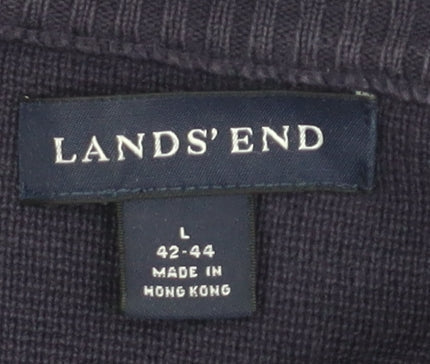 LANDS' END
L
42-44
MADE IN
HONG KONG